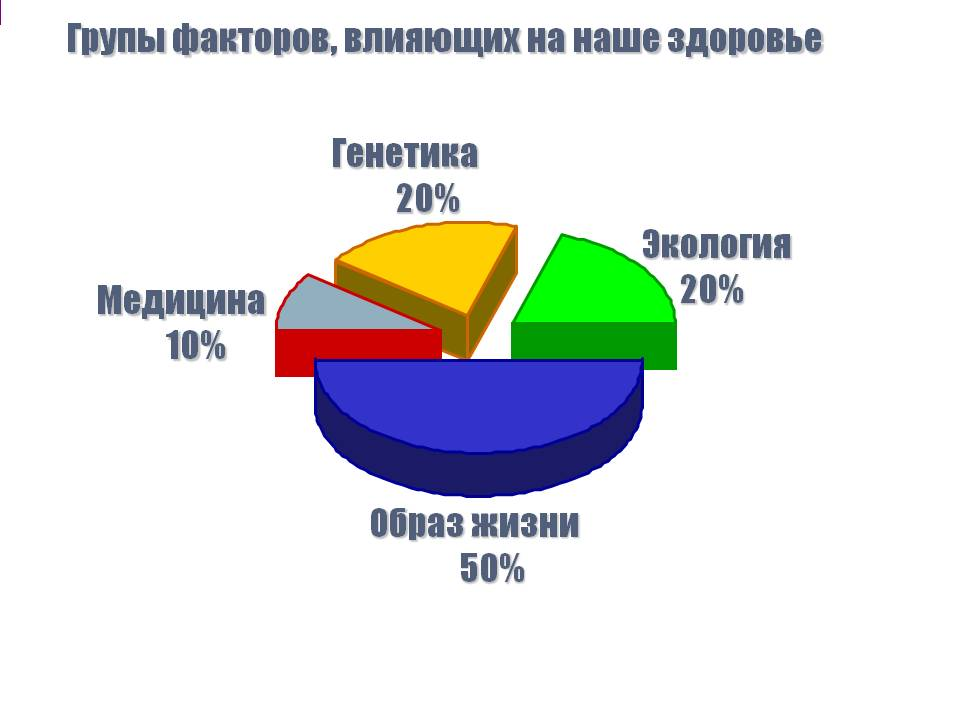 Групы факторов, влияющих на наше здоровье
Генетика
20%
Экология
20%
Медицина
10%
Образ жизни
50%